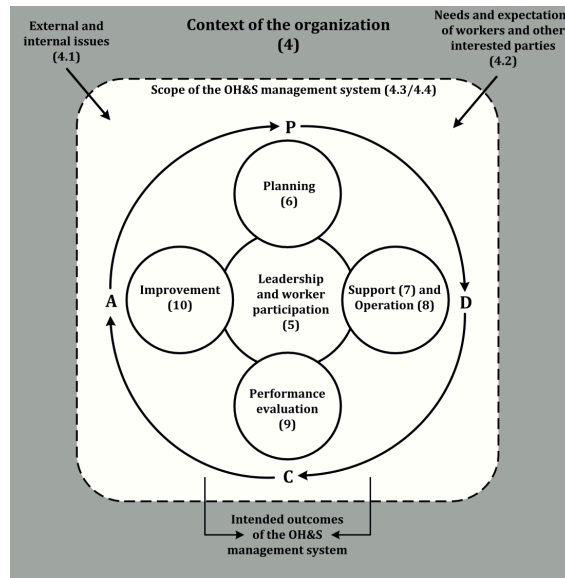 External and
internal issues
(4.1)
Context of the organization
(4)
Needs and expectation
of workers and other
interested parties
(4.2)
Scope of the OH&S management system (4.3/4.4)
P
Planning
(6)
A
Improvement
(10)
Leadership
and worker
participation
(5)
Support (7) and
Operation (8)
D
Performance
evaluation
(9)
C
Intended outcomes
of the OH&S
management system